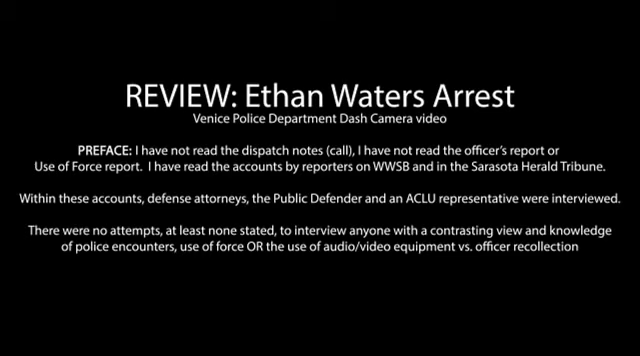 REVIEW: Ethan Waters Arrest
Venice Police Department Dash Camera video
PREFACE: I have not read the dispatch notes (call), I have not read the officer's report or
Use of Force report. I have read the accounts by reporters on WWSB and in the Sarasota Herald Tribune.
Within these accounts, defense attorneys, the Public Defender and an ACLU representative were interviewed.
There were no attempts, at least none stated, to interview anyone with a contrasting view and knowledge
of police encounters, use of force OR the use of audio/video equipment vs. officer recollection